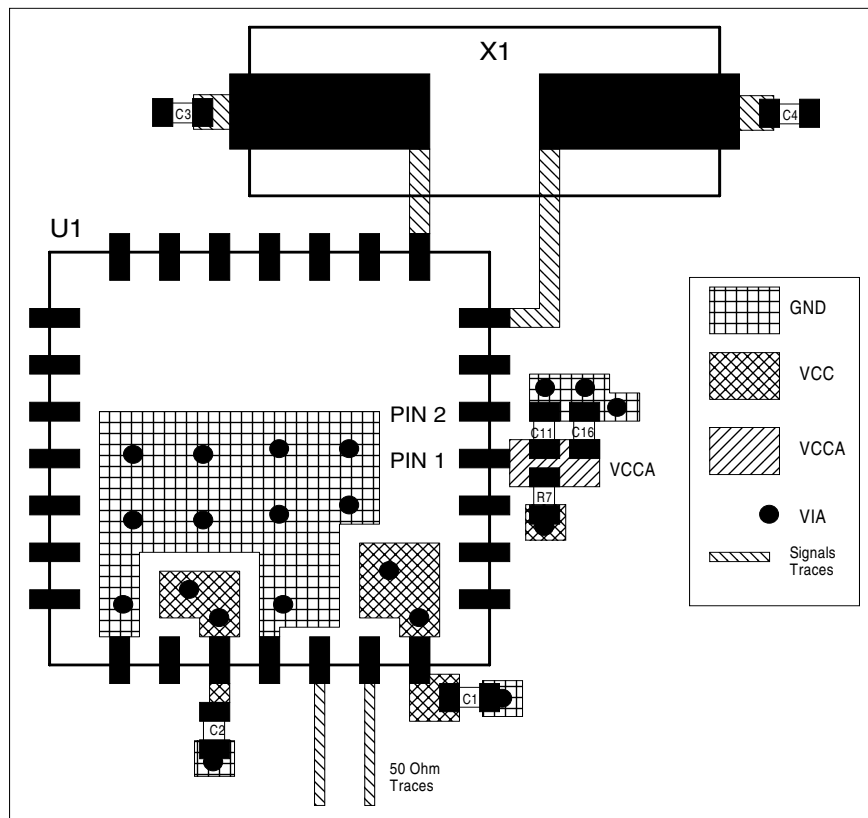 X1
C3
C4
U1
GND
VCC
PIN 2
C11
C16
PIN 1
VCCA
VCCA
R7
VIA
Signals
Traces
C1
C2
50 Ohm
Traces